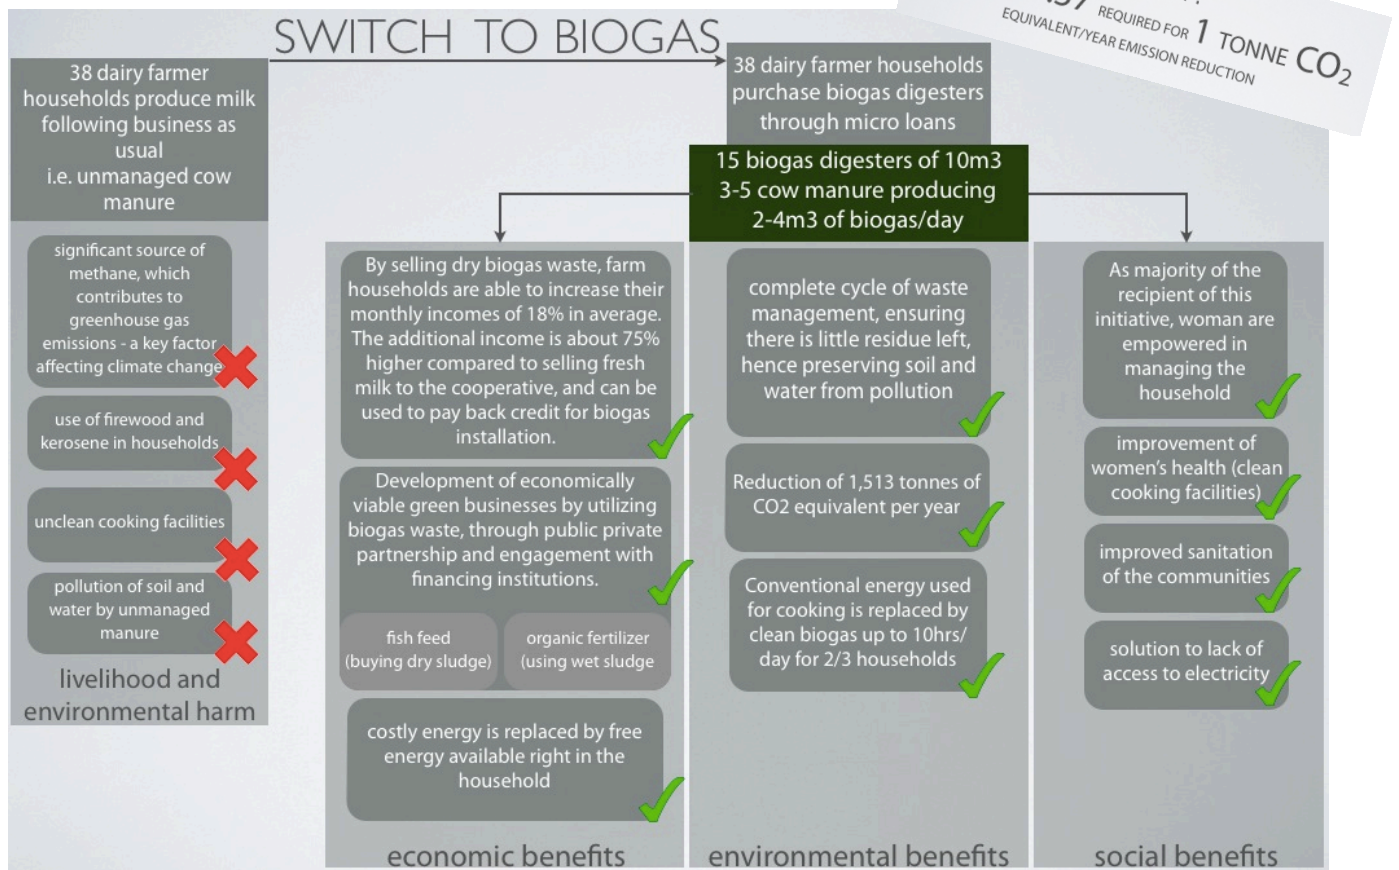 SWITCH TO BIOGAS
REQUIRED FOR 1 TONNE CO2
EQUIVALENT/YEAR EMISSION REDUCTION
38 dairy farmer
households produce milk
following business as
usual
i.e. unmanaged cow
manure
significant source of
methane, which
contributes to
greenhouse gas
emissions - a key factor
affecting climate change
use of firewood and
kerosene in households
unclean cooking facilities
pollution of soil and
water by unmanaged
manure
livelihood and
environmental harm
38 dairy farmer households
purchase biogas digesters
through micro loans
15 biogas digesters of 10m3
3-5 cow manure producing
2-4m3 of biogas/day
By selling dry biogas waste, farm
households are able to increase their
monthly incomes of 18% in average.
The additional income is about 75%
higher compared to selling fresh
milk to the cooperative, and can be
used to pay back credit for biogas
installation.
Development of economically
viable green businesses by utilizing
biogas waste, through public private
partnership and engagement with
financing institutions.
fish feed
(buying dry sludge)
organic fertilizer
(using wet sludge
costly energy is replaced by free
energy available right in the
household
economic benefits
complete cycle of waste
management, ensuring
there is little residue left,
hence preserving soil and
water from pollution
Reduction of 1,513 tonnes of
CO2 equivalent per year
Conventional energy used
for cooking is replaced by
clean biogas up to 10hrs/
day for 2/3 households
environmental benefits
As majority of the
recipient of this
initiative, woman are
empowered in
managing the
household
improvement of
women's health (clean
cooking facilities)
improved sanitation
of the communities
solution to lack of
access to electricity
social benefits